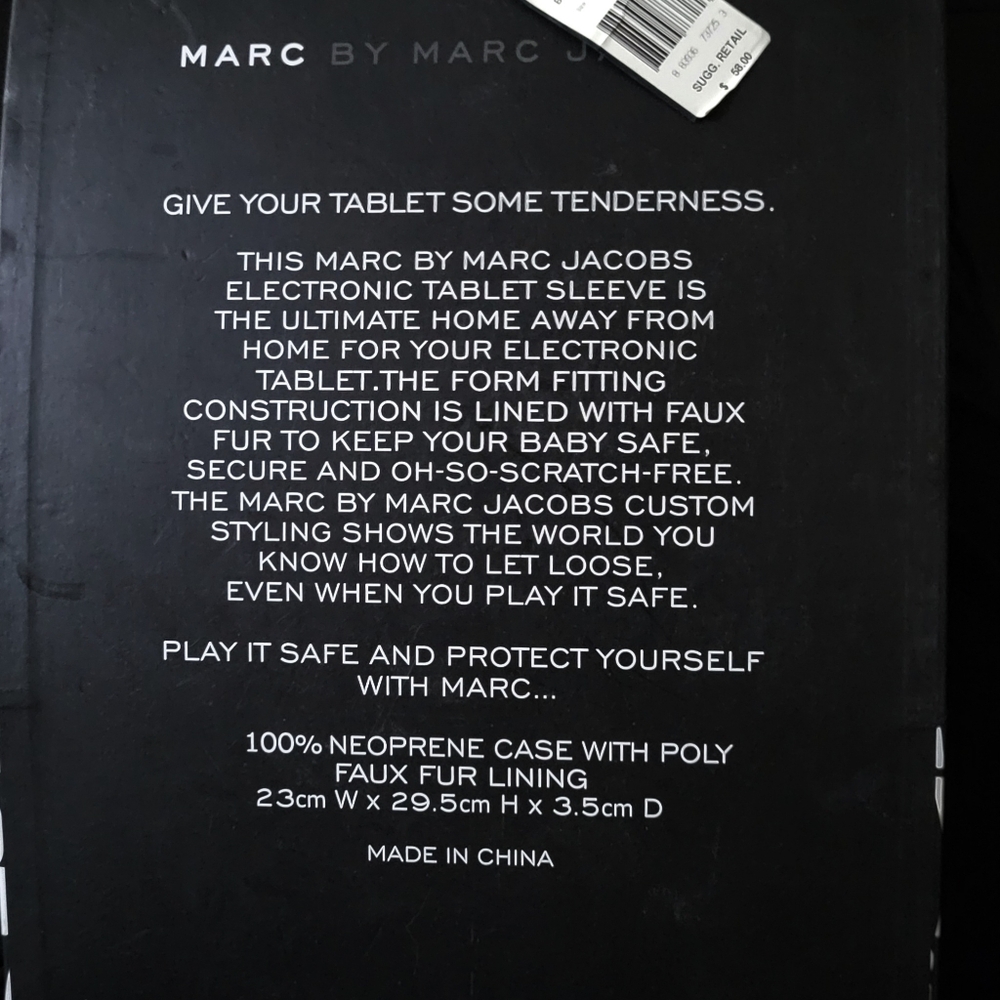 MARC BY MARC
SUGG. RETAIL
$ 58.00
GIVE YOUR TABLET SOME TENDERNESS.
THIS MARC BY MARC JACOBS
ELECTRONIC TABLET SLEEVE IS
THE ULTIMATE HOME AWAY FROM
HOME FOR YOUR ELECTRONIC
TABLET.THE FORM FITTING
CONSTRUCTION IS LINED WITH FAUX
FUR TO KEEP YOUR BABY SAFE,
SECURE AND OH-SO-SCRATCH-FREE.
THE MARC BY MARC JACOBS CUSTOM
STYLING SHOWS THE WORLD YOU
KNOW HOW TO LET LOOSE,
EVEN WHEN YOU PLAY IT SAFE.
PLAY IT SAFE AND PROTECT YOURSELF
WITH MARC...
100% NEOPRENE CASE WITH POLY
FAUX FUR LINING
23cm W x 29.5cm H x 3.5cm D
MADE IN CHINA